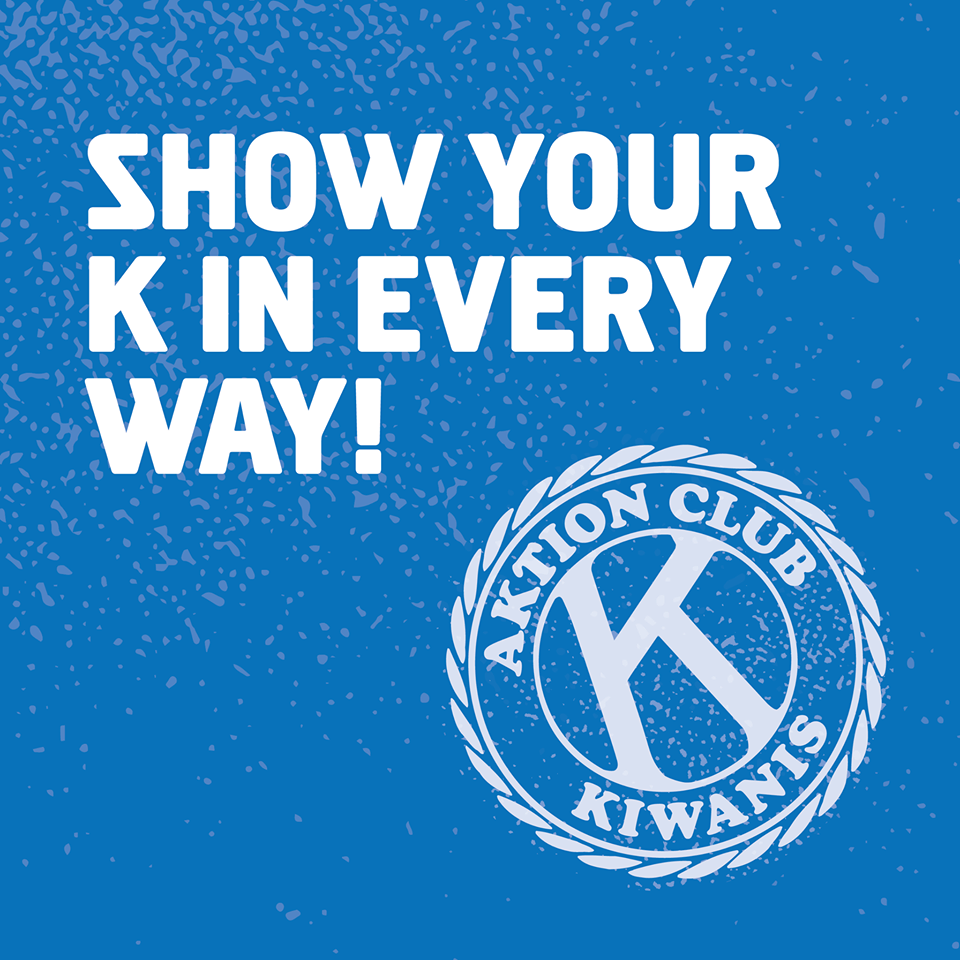 SHOW YOUR
K IN EVERY
WAY!
AKTION CLUB
K
KIWANIS